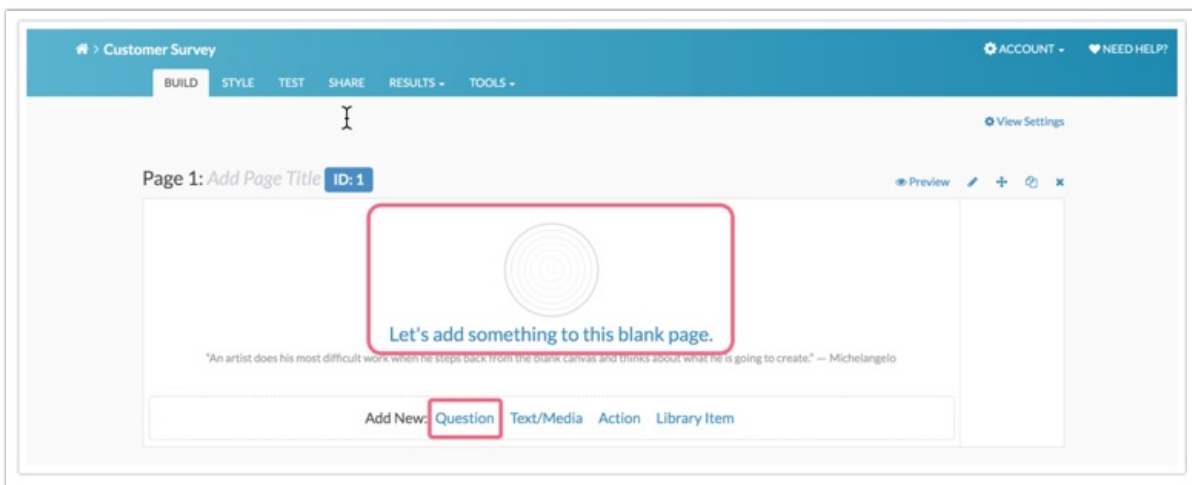 > Customer Survey
ACCOUNT
NEED HELP?
BUILD STYLE TEST SHARE RESULTS TOOLS
View Settings
Page 1: Add Page Title ID: 1
Preview
Let's add something to this blank page.
"An artist does his most difficult work when he steps back from the blank canvas and thinks about what he is going to create." — Michelangelo
Add New: Question Text/Media Action Library Item